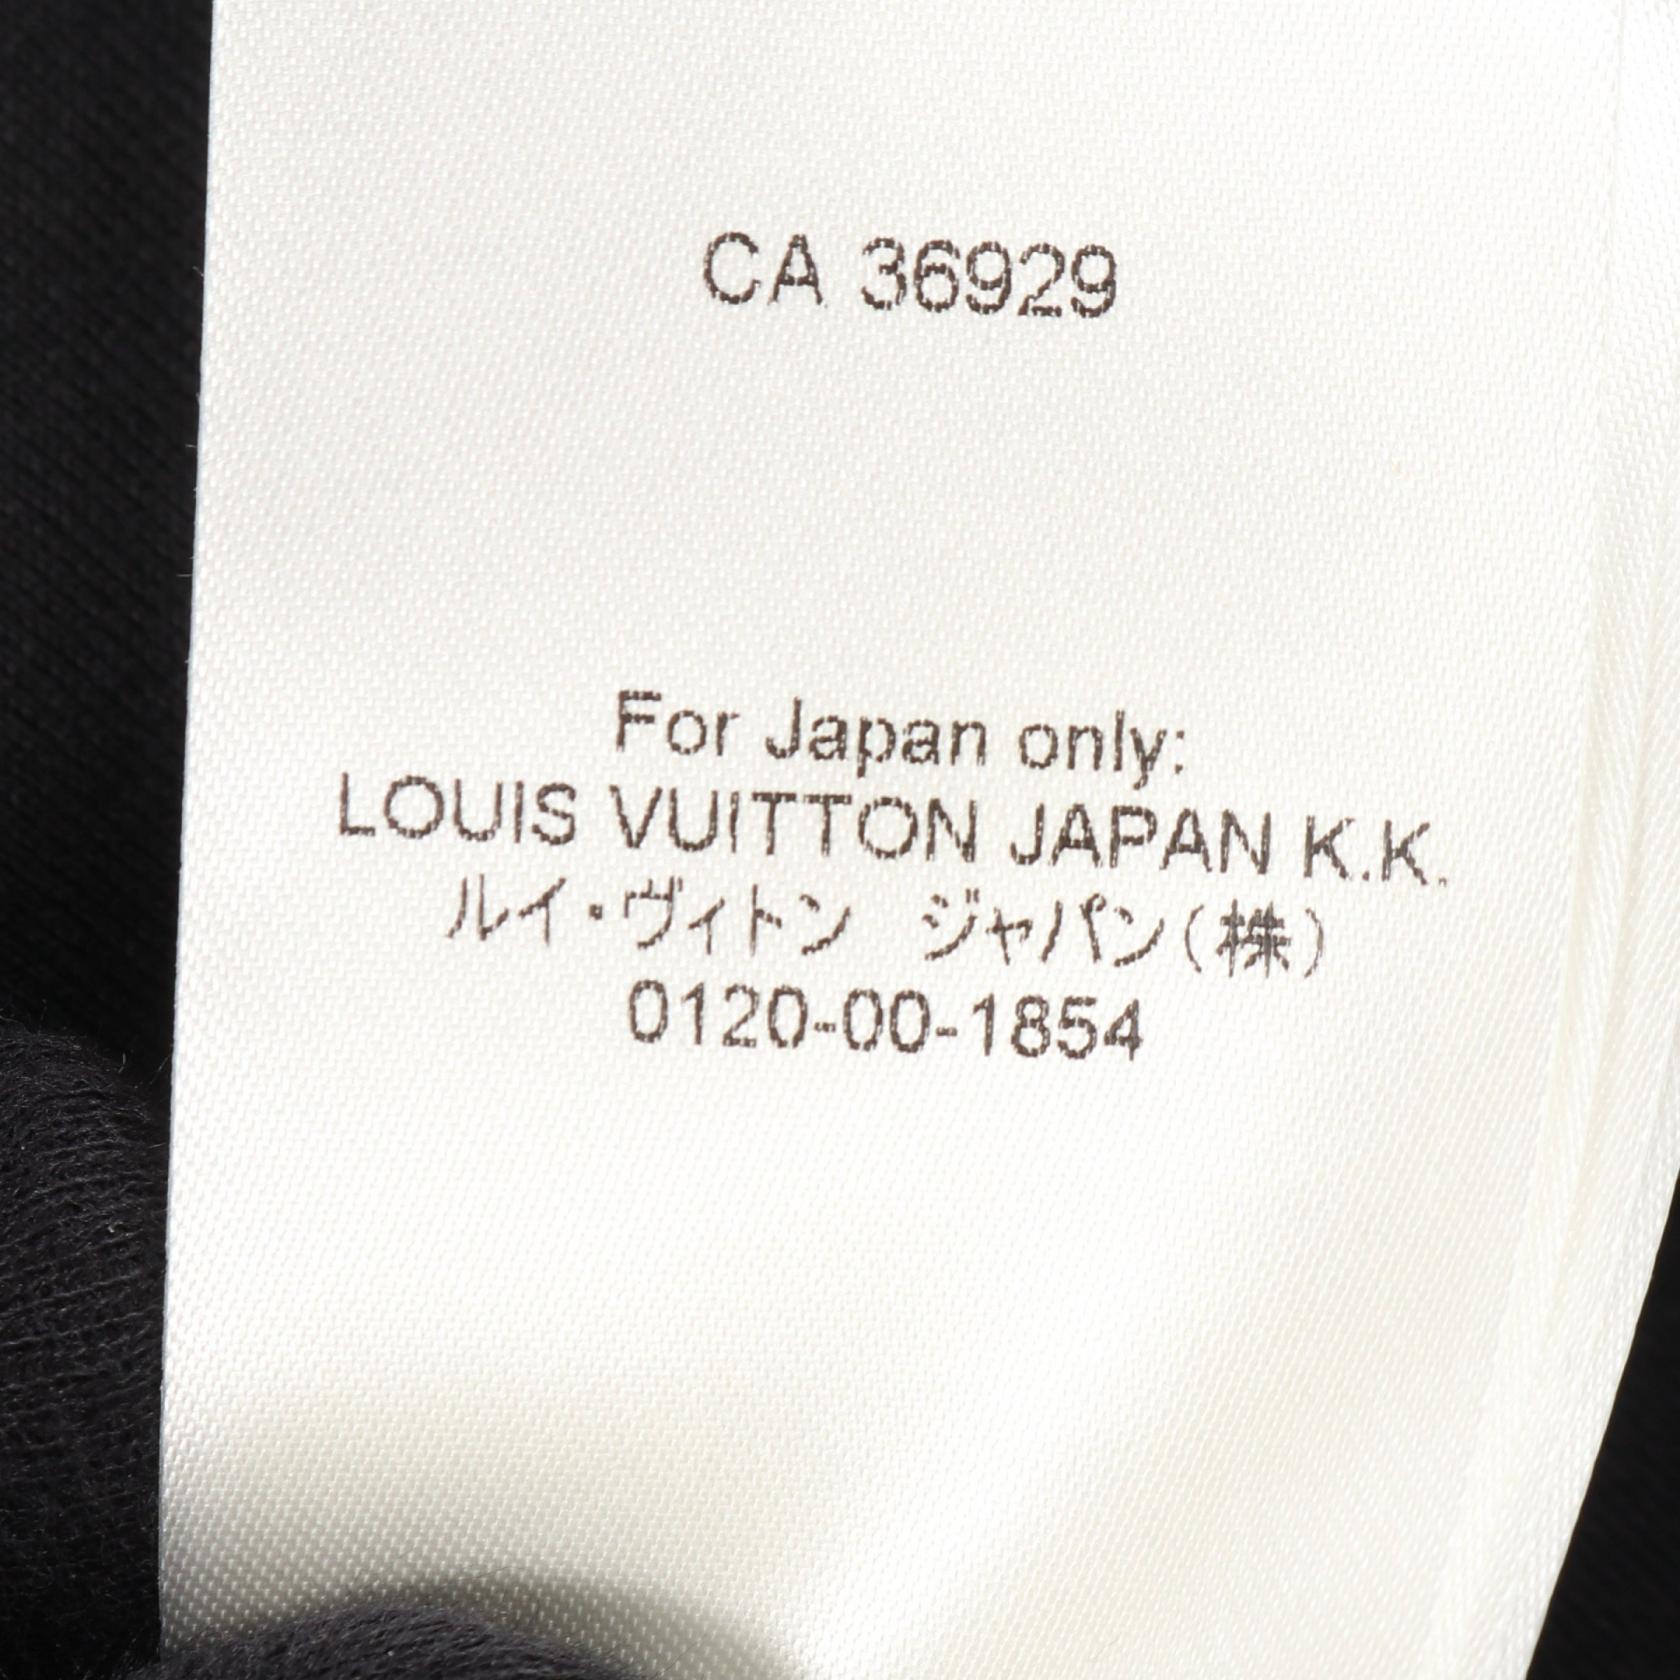 CA 36929
For Japan only:
LOUIS VUITTON JAPAN K.K.
ルイ・ヴィトン　ジャパン(株)
0120-00-1854